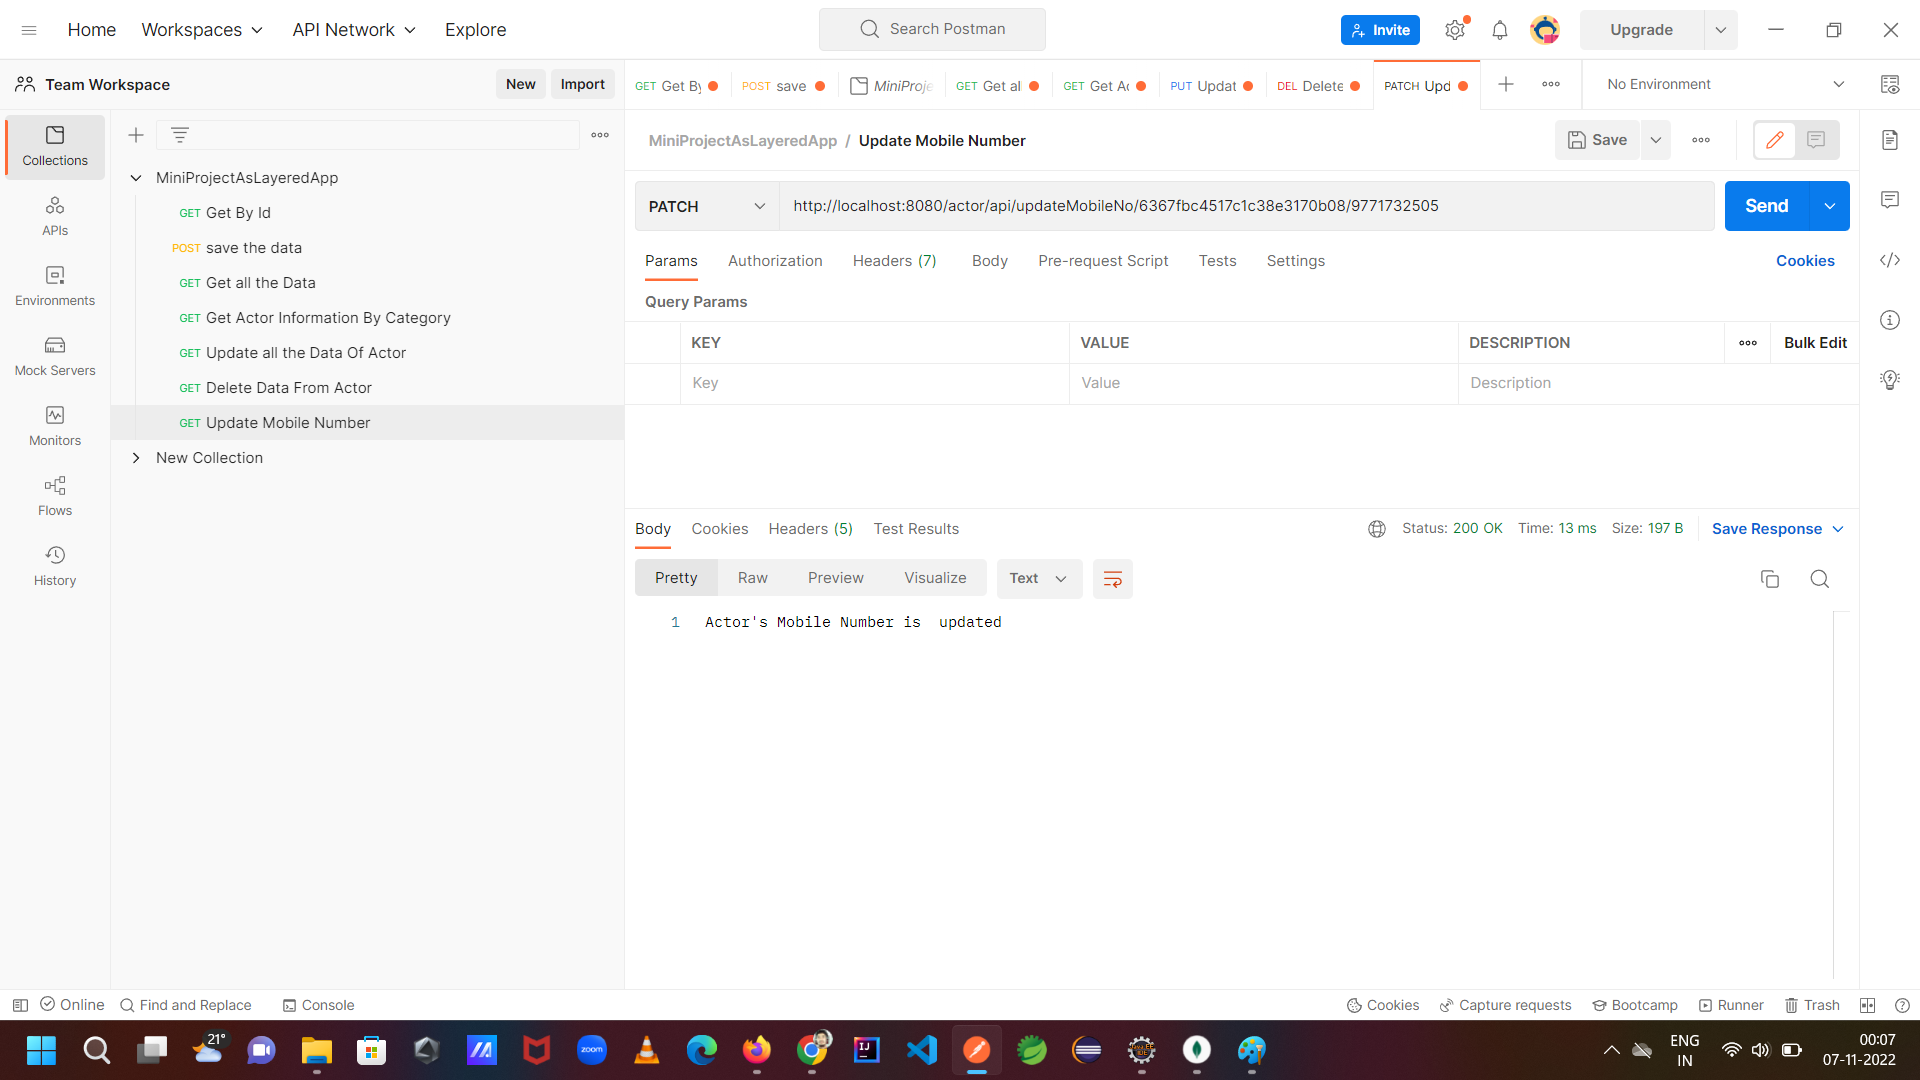 Home Workspaces API Network Explore
Search Postman
Invite
Upgrade
Team Workspace
New Import
GET Get By
POST save
MiniProje
GET Get al
GET Get Ac
PUT Updat
DEL Delete
PATCH Upd
No Environment
Collections
APIs
Environments
Mock Servers
Monitors
Flows
History
MiniProjectAsLayeredApp
GET Get By Id
POST save the data
GET Get all the Data
GET Get Actor Information By Category
GET Update all the Data Of Actor
GET Delete Data From Actor
GET Update Mobile Number
New Collection
MiniProjectAsLayeredApp / Update Mobile Number
Save
PATCH http://localhost:8080/actor/api/updateMobileNo/6367fbc4517c1c38e3170b08/9771732505
Send
Params Authorization Headers (7) Body Pre-request Script Tests Settings
Cookies
Query Params
KEY VALUE DESCRIPTION Bulk Edit
Key Value Description
Body Cookies Headers (5) Test Results
Status: 200 OK Time: 13 ms Size: 197 B Save Response
Pretty Raw Preview Visualize Text
1 Actor's Mobile Number is  updated
Online Find and Replace Console
Cookies Capture requests Bootcamp Runner Trash
21°
zoom
IJ
ENG
IN
00:07
07-11-2022